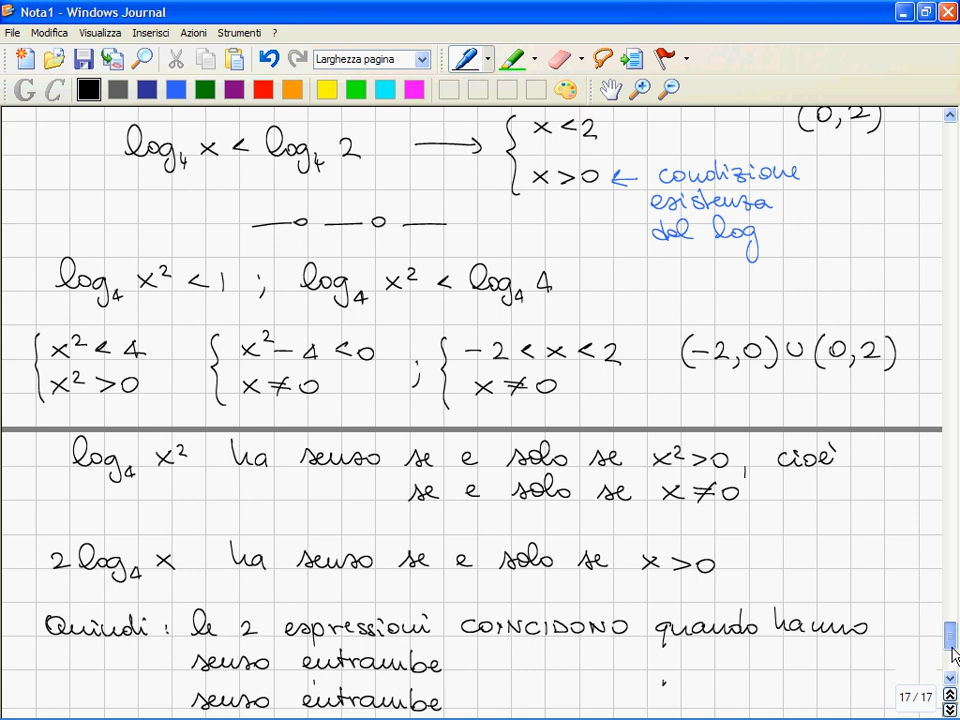 Nota1 - Windows Journal
File Modifica Visualizza Inserisci Azioni Strumenti ?
Larghezza pagina
G C
(0,2)
log₄ x < log₄ 2 → { x < 2
x > 0 ← condizione
esistenza
del log
log₄ x² < 1 ; log₄ x² < log₄ 4
{ x² < 4 { x² - 4 < 0 ; { -2 < x < 2 (-2,0) ∪ (0,2)
x² > 0 x ≠ 0 x ≠ 0
log₄ x² ha senso se e solo se x² > 0, cioè
se e solo se x ≠ 0
2 log₄ x ha senso se e solo se x > 0
Quindi: le 2 espressioni COINCIDONO quando hanno
senso entrambe
senso entrambe
17 / 17